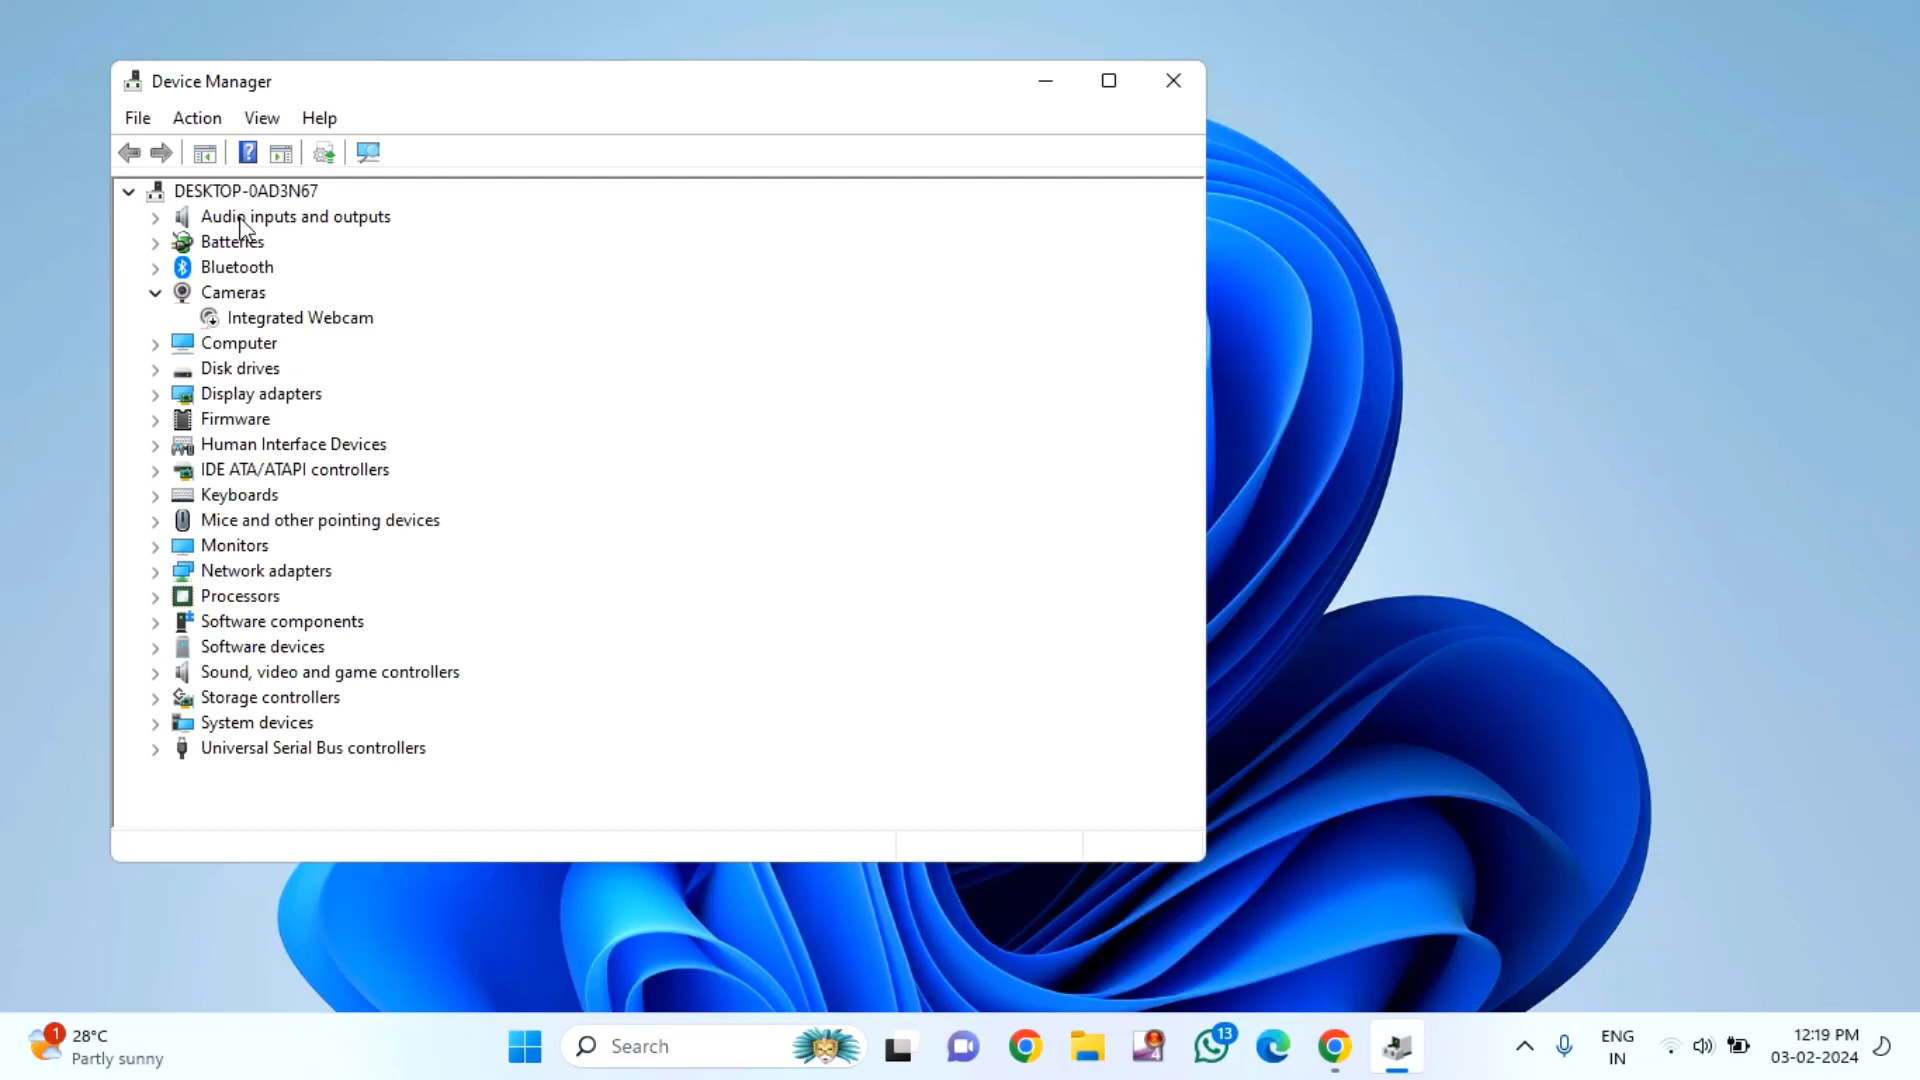 Device Manager
File Action View Help
DESKTOP-0AD3N67
Audio inputs and outputs
Batteries
Bluetooth
Cameras
Integrated Webcam
Computer
Disk drives
Display adapters
Firmware
Human Interface Devices
IDE ATA/ATAPI controllers
Keyboards
Mice and other pointing devices
Monitors
Network adapters
Processors
Software components
Software devices
Sound, video and game controllers
Storage controllers
System devices
Universal Serial Bus controllers
1
28°C
Partly sunny
Search
4
13
ENG
IN
12:19 PM
03-02-2024